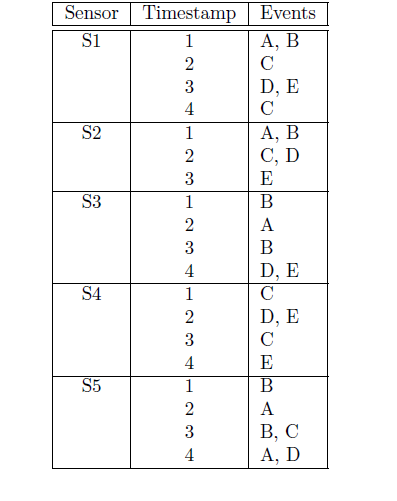 Sensor Timestamp Events
S1 1 A, B
2 C
3 D, E
4 C
S2 1 A, B
2 C, D
3 E
S3 1 B
2 A
3 B
4 D, E
S4 1 C
2 D, E
3 C
4 E
S5 1 B
2 A
3 B, C
4 A, D